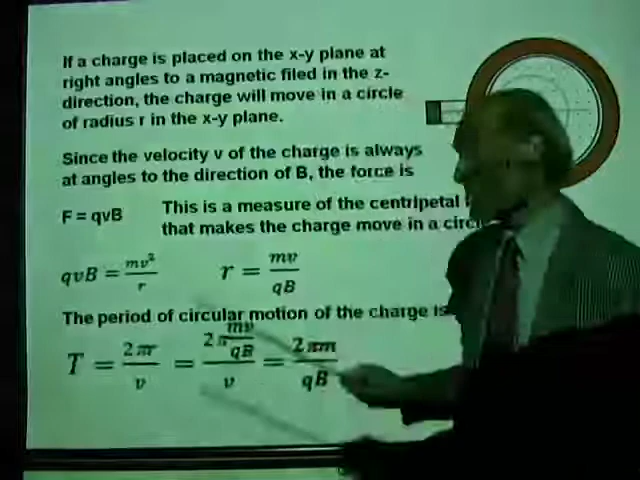 If a charge is placed on the x-y plane at
right angles to a magnetic filed in the z-
direction, the charge will move in a circle
of radius r in the x-y plane.
Since the velocity v of the charge is always
at angles to the direction of B, the force is
F = qvB This is a measure of the centripetal
that makes the charge move in a
qvB = mv²/r r = mv/qB
The period of circular motion of the charge is
T = 2πr/v = 2π mv/qB / v = 2πm/qB